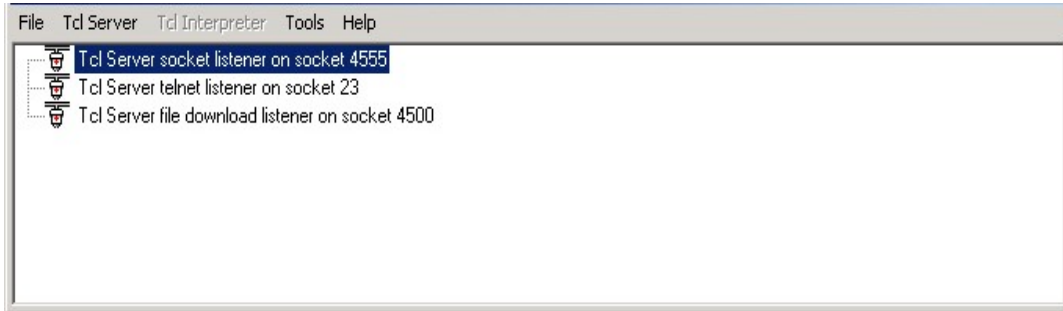 File Tcl Server Tcl Interpreter Tools Help
Tcl Server socket listener on socket 4555
Tcl Server telnet listener on socket 23
Tcl Server file download listener on socket 4500